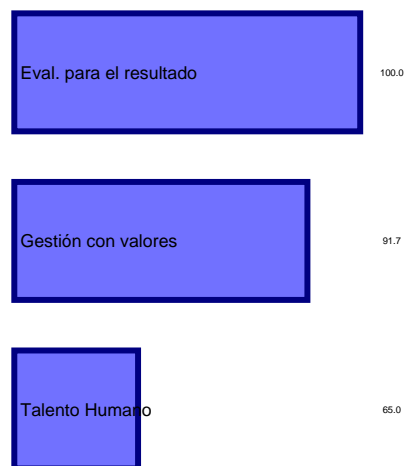 Eval. para el resultado
100.0
Gestión con valores
91.7
Talento Humano
65.0